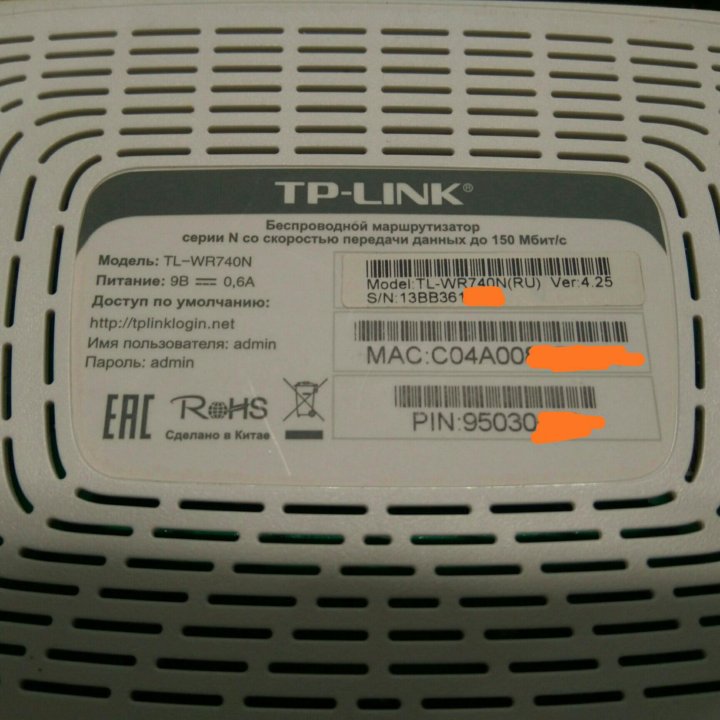 TP-LINK®
Беспроводной маршрутизатор
серии N со скоростью передачи данных до 150 Мбит/с
Модель: TL-WR740N
Питание: 9В ⎓ 0,6А
Доступ по умолчанию:
http://tplinklogin.net
Имя пользователя: admin
Пароль: admin
Model:TL-WR740N(RU) Ver:4.25
S/N:13BB361
MAC:C04A00
PIN:95030
EAC
RoHS
Сделано в Китае